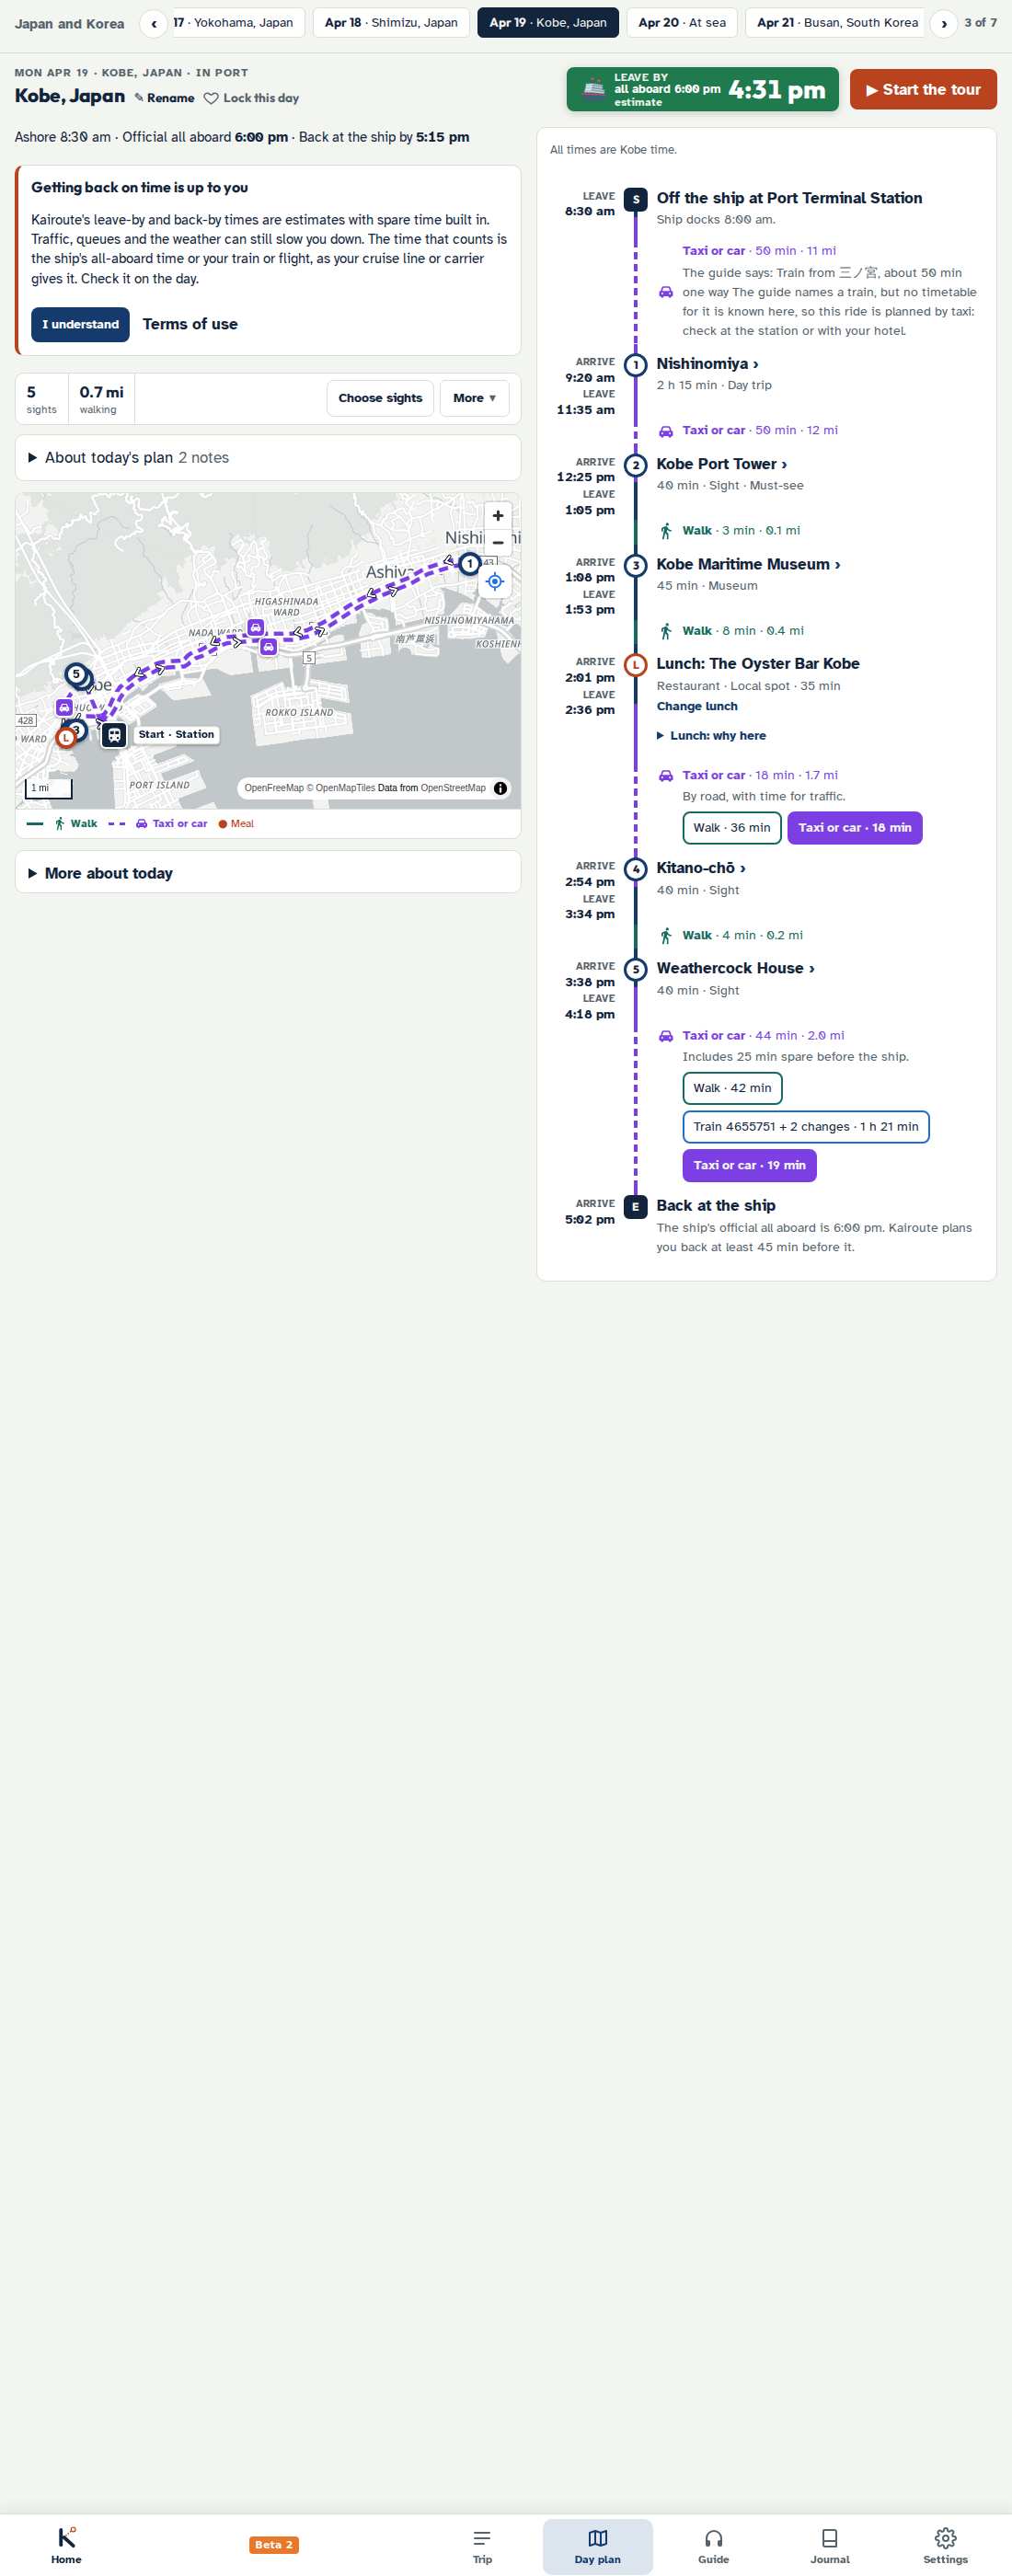 Japan and Korea
17 · Yokohama, Japan
Apr 18 · Shimizu, Japan
Apr 19 · Kobe, Japan
Apr 20 · At sea
Apr 21 · Busan, South Korea
3 of 7
MON APR 19 · KOBE, JAPAN · IN PORT
Kobe, Japan
✎ Rename
Lock this day
LEAVE BY
all aboard 6:00 pm
estimate
4:31 pm
▶ Start the tour
Ashore 8:30 am · Official all aboard 6:00 pm · Back at the ship by 5:15 pm
Getting back on time is up to you
Kairoute's leave-by and back-by times are estimates with spare time built in.
Traffic, queues and the weather can still slow you down. The time that counts is
the ship's all-aboard time or your train or flight, as your cruise line or carrier
gives it. Check it on the day.
I understand
Terms of use
5
sights
0.7 mi
walking
Choose sights
More ▼
▶ About today's plan 2 notes
Ashiya
HIGASHINADA
WARD
NISHINOMIYAHAMA
南芦屋浜
5
43
428
ROKKO ISLAND
PORT ISLAND
1
5
3
L
Start · Station
+
−
1 mi
OpenFreeMap © OpenMapTiles Data from OpenStreetMap
Walk
Taxi or car
Meal
▶ More about today
All times are Kobe time.
LEAVE
8:30 am
S
Off the ship at Port Terminal Station
Ship docks 8:00 am.
Taxi or car · 50 min · 11 mi
The guide says: Train from 三ノ宮, about 50 min
one way The guide names a train, but no timetable
for it is known here, so this ride is planned by taxi:
check at the station or with your hotel.
ARRIVE
9:20 am
LEAVE
11:35 am
1
Nishinomiya ›
2 h 15 min · Day trip
Taxi or car · 50 min · 12 mi
ARRIVE
12:25 pm
LEAVE
1:05 pm
2
Kobe Port Tower ›
40 min · Sight · Must-see
Walk · 3 min · 0.1 mi
ARRIVE
1:08 pm
LEAVE
1:53 pm
3
Kobe Maritime Museum ›
45 min · Museum
Walk · 8 min · 0.4 mi
ARRIVE
2:01 pm
LEAVE
2:36 pm
L
Lunch: The Oyster Bar Kobe
Restaurant · Local spot · 35 min
Change lunch
▶ Lunch: why here
Taxi or car · 18 min · 1.7 mi
By road, with time for traffic.
Walk · 36 min
Taxi or car · 18 min
ARRIVE
2:54 pm
LEAVE
3:34 pm
4
Kitano-chō ›
40 min · Sight
Walk · 4 min · 0.2 mi
ARRIVE
3:38 pm
LEAVE
4:18 pm
5
Weathercock House ›
40 min · Sight
Taxi or car · 44 min · 2.0 mi
Includes 25 min spare before the ship.
Walk · 42 min
Train 4655751 + 2 changes · 1 h 21 min
Taxi or car · 19 min
ARRIVE
5:02 pm
E
Back at the ship
The ship's official all aboard is 6:00 pm. Kairoute plans
you back at least 45 min before it.
Home
Beta 2
Trip
Day plan
Guide
Journal
Settings